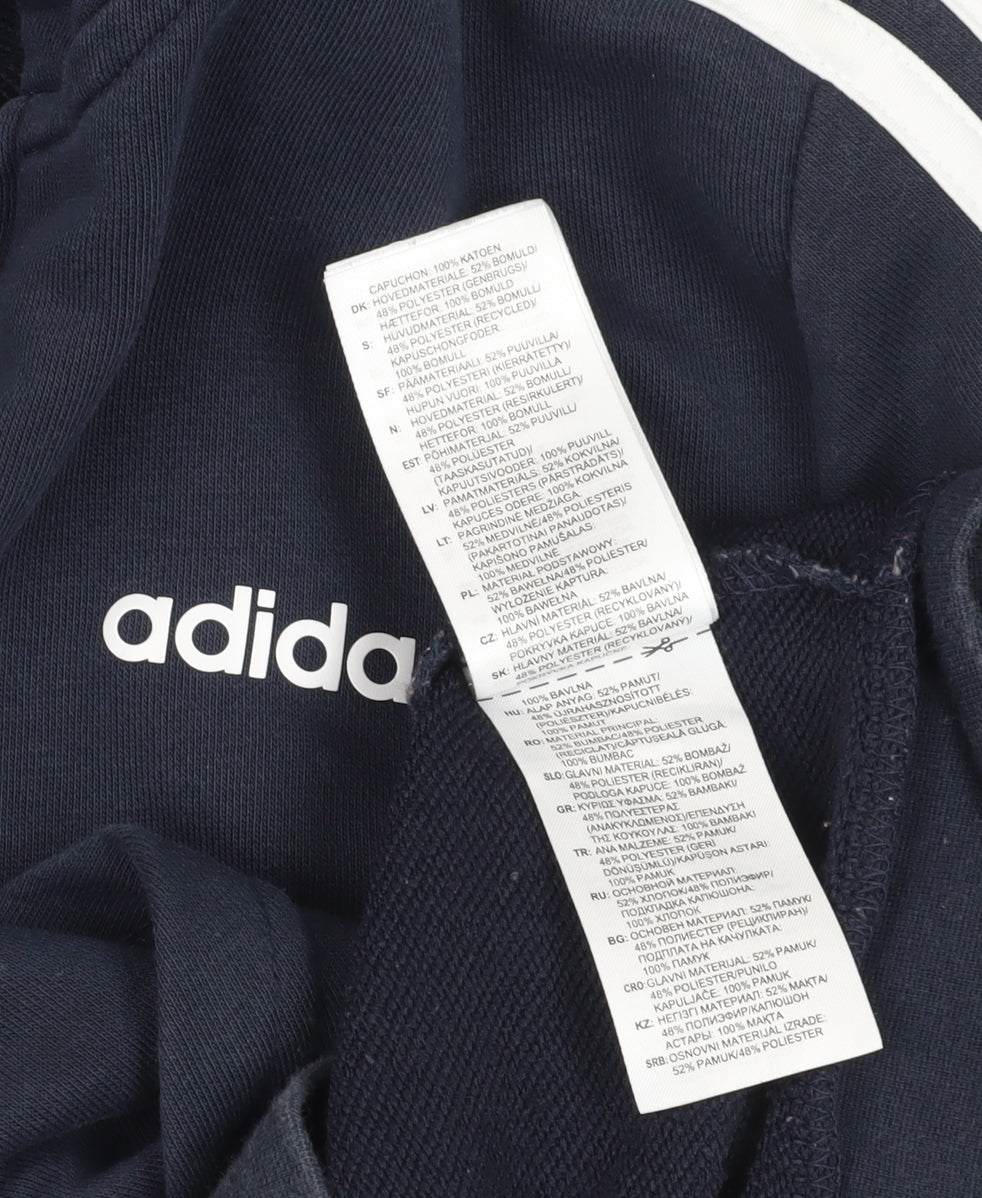 adidas
CAPUCHON: 100% KATOEN
DK: HOVEDMATERIALE: 52% BOMULD/
48% POLYESTER (GENBRUGS)/
HÆTTEFOR: 100% BOMULD
S: HUVUDMATERIAL: 52% BOMULL/
48% POLYESTER (RECYCLED)/
KAPUSCHONGFODER:
100% BOMULL
SF: PÄÄMATERIAALI: 52% PUUVILLA/
48% POLYESTERI (KIERRÄTETTY)/
HUPUN VUORI: 100% PUUVILLA
N: HOVEDMATERIAL: 52% BOMULL/
48% POLYESTER (RESIRKULERT)/
HETTEFOR: 100% BOMULL
EST: PÕHIMATERJAL: 52% PUUVILL/
48% POLUESTER
(TAASKASUTATUD)/
KAPUUTSIVOODER: 100% PUUVILL
LV: PAMATMATERIĀLS: 52% KOKVILNA/
48% POLIESTERS (PĀRSTRĀDĀTS)/
KAPUCES ODERE: 100% KOKVILNA
LT: PAGRINDINE MEDŽIAGA:
52% MEDVILNĖ/48% POLIESTERIS
(PAKARTOTINAI PANAUDOTAS)/
KAPIŠONO PAMUŠALAS:
100% MEDVILNĖ
PL: MATERIAŁ PODSTAWOWY:
52% BAWEŁNA/48% POLIESTER/
WYŁOŻENIE KAPTURA:
100% BAWEŁNA
CZ: HLAVNÍ MATERIÁL: 52% BAVLNA/
48% POLYESTER (RECYKLOVANÝ)/
POKRYVKA KAPUCE: 100% BAVLNA
SK: HLAVNÝ MATERIÁL: 52% BAVLNA/
48% POLYESTER (RECYKLOVANÝ)/
POKRÝVKA KAPUCNE
100% BAVLNA
HU: ALAP ANYAG: 52% PAMUT/
48% ÚJRAHASZNOSÍTOTT
(POLIÉSZTER)/KAPUCNIBÉLÉS:
100% PAMUT
RO: MATERIAL PRINCIPAL:
52% BUMBAC/48% POLIESTER
(RECICLAT)/CĂPTUȘEALĂ GLUGĂ:
100% BUMBAC
SLO: GLAVNI MATERIAL: 52% BOMBAŽ/
48% POLIESTER (RECIKLIRAN)/
PODLOGA KAPUCE: 100% BOMBAŽ
GR: ΚΥΡΙΩΣ ΥΦΑΣΜΑ: 52% ΒΑΜΒΑΚΙ/
48% ΠΟΛΥΕΣΤΕΡΑΣ
(ΑΝΑΚΥΚΛΩΜΕΝΟΣ)/ΕΠΕΝΔΥΣΗ
ΤΗΣ ΚΟΥΚΟΥΛΑΣ: 100% ΒΑΜΒΑΚΙ
TR: ANA MALZEME: 52% PAMUK/
48% POLYESTER (GERİ
DÖNÜŞÜMLÜ)/KAPÜŞON ASTARI:
100% PAMUK
RU: ОСНОВНОЙ МАТЕРИАЛ:
52% ХЛОПОК/48% ПОЛИЭФИР/
ПОДКЛАДКА КАПЮШОНА:
100% ХЛОПОК
BG: ОСНОВЕН МАТЕРИАЛ: 52% ПАМУК/
48% ПОЛИЕСТЕР (РЕЦИКЛИРАН)/
ПОДПЛАТА НА КАЧУЛКАТА:
100% ПАМУК
CRO: GLAVNI MATERIJAL: 52% PAMUK/
48% POLIESTER/PUNILO
KAPULJAČE: 100% PAMUK
KZ: НЕГІЗГІ МАТЕРИАЛ: 52% МАҚТА/
48% ПОЛИЭФИР/КАПЮШОН
АСТАРЫ: 100% МАҚТА
SRB: OSNOVNI MATERIJAL IZRADE:
52% PAMUK/48% POLIESTER